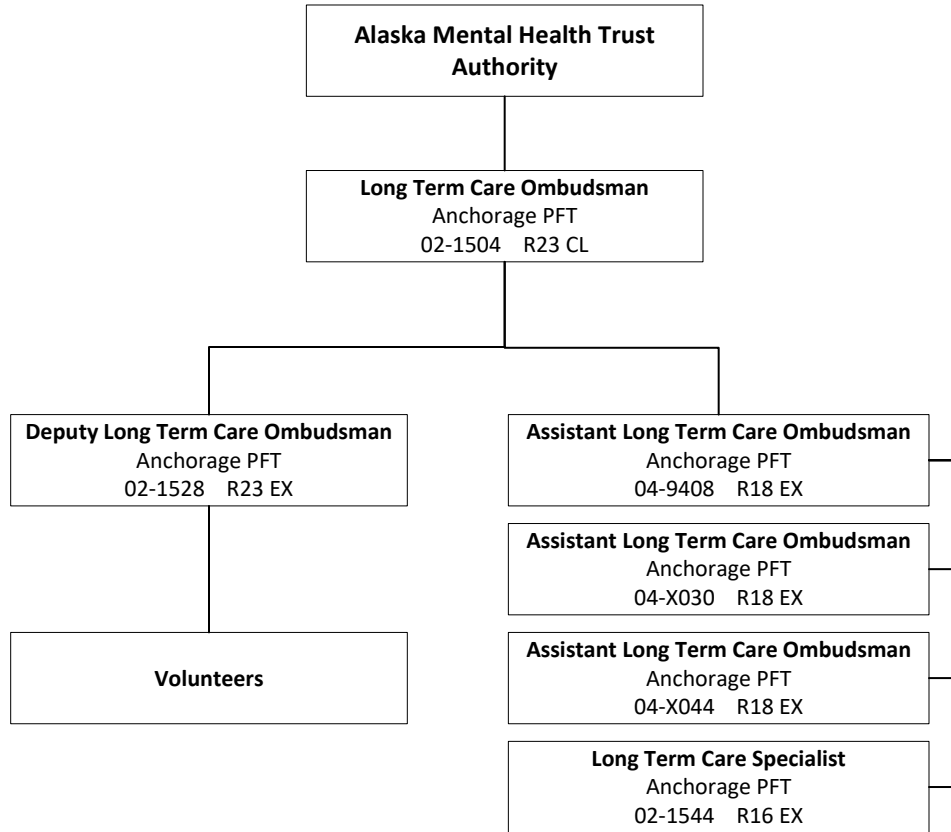 Alaska Mental Health Trust
Authority
Long Term Care Ombudsman
Anchorage PFT
02-1504 R23 CL
Deputy Long Term Care Ombudsman
Anchorage PFT
02-1528 R23 EX
Volunteers
Assistant Long Term Care Ombudsman
Anchorage PFT
04-9408 R18 EX
Assistant Long Term Care Ombudsman
Anchorage PFT
04-X030 R18 EX
Assistant Long Term Care Ombudsman
Anchorage PFT
04-X044 R18 EX
Long Term Care Specialist
Anchorage PFT
02-1544 R16 EX